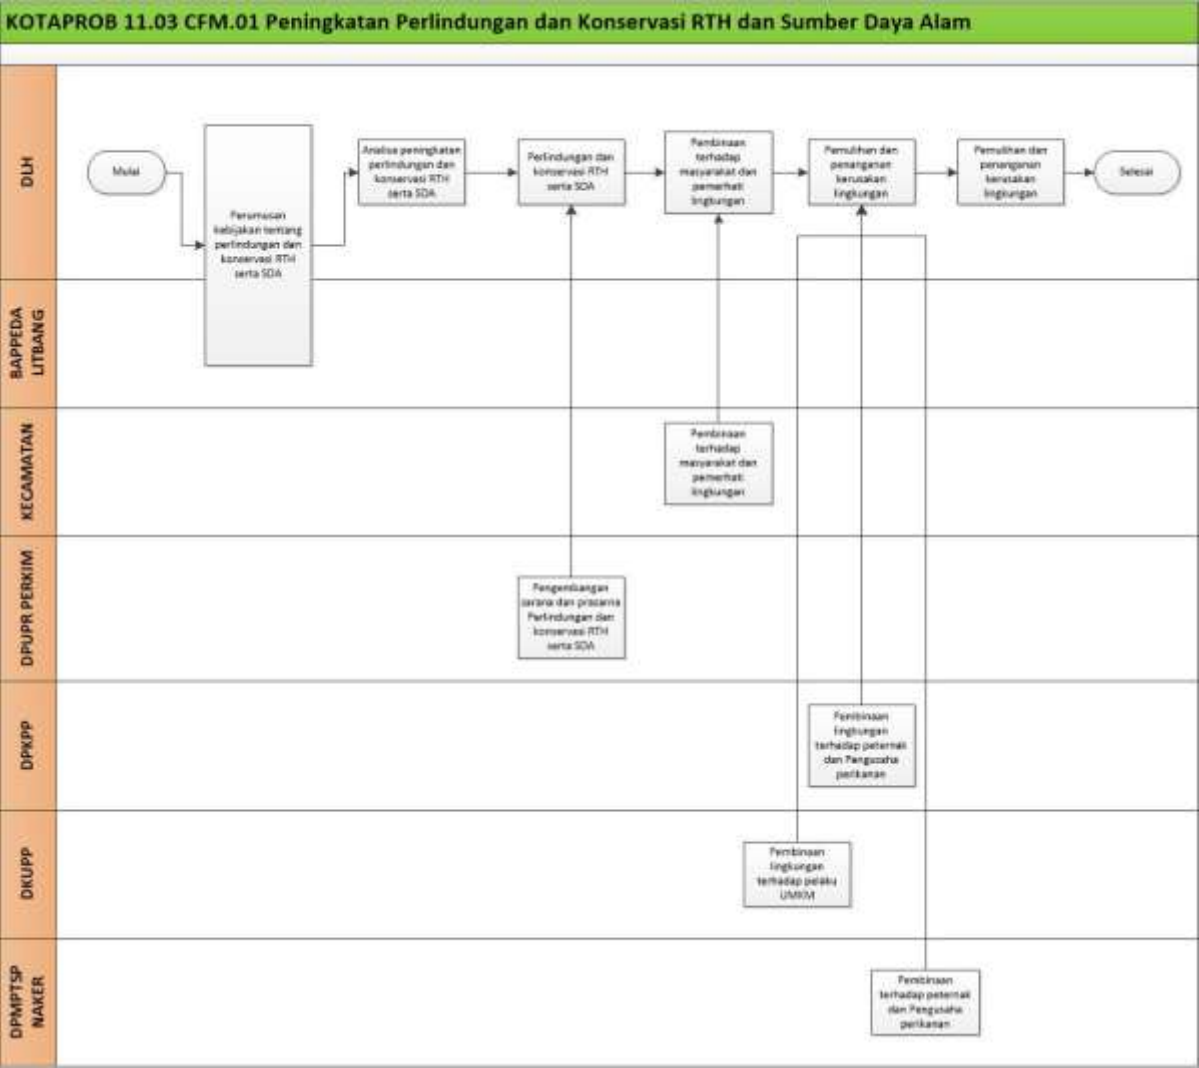 KOTAPROB 11.03 CFM.01 Peningkatan Perlindungan dan Konservasi RTH dan Sumber Daya Alam
DLH
Mulai
Perumusan
kebijakan tentang
perlindungan dan
konservasi RTH
serta SDA
Analisa peningkatan
perlindungan dan
konservasi RTH
serta SDA
Perlindungan dan
konservasi RTH
serta SDA
Pembinaan
terhadap
masyarakat dan
pemerhati
lingkungan
Pemulihan dan
penanganan
kerusakan
lingkungan
Pemulihan dan
penanganan
kerusakan
lingkungan
Selesai
BAPPEDA
LITBANG
KECAMATAN
Pembinaan
terhadap
masyarakat dan
pemerhati
lingkungan
DPUPR PERKIM
Pengembangan
sarana dan prasarna
Perlindungan dan
konservasi RTH
serta SDA
DPKPP
Pembinaan
lingkungan
terhadap peternak
dan Pengusaha
perikanan
DKUPP
Pembinaan
lingkungan
terhadap pelaku
UMKM
DPMPTSP
NAKER
Pembinaan
terhadap peternak
dan Pengusaha
perikanan